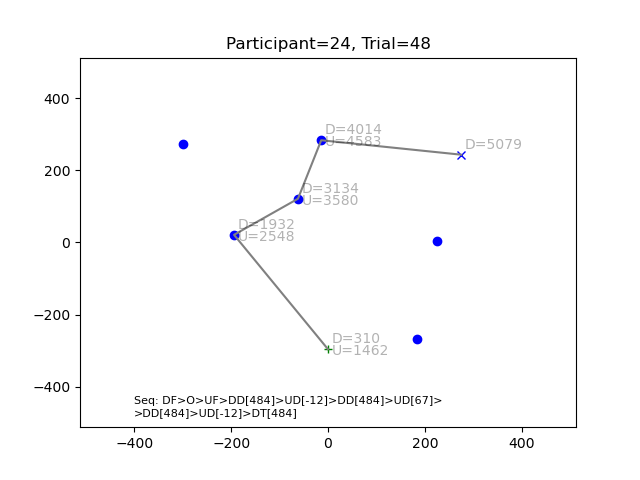 Participant=24, Trial=48
400
200
0
−200
−400
−400
−200
0
200
400
D=4014
U=4583
D=5079
D=3134
U=3580
D=1932
U=2548
D=310
U=1462
Seq: DF>O>UF>DD[484]>UD[-12]>DD[484]>UD[67]>
>DD[484]>UD[-12]>DT[484]